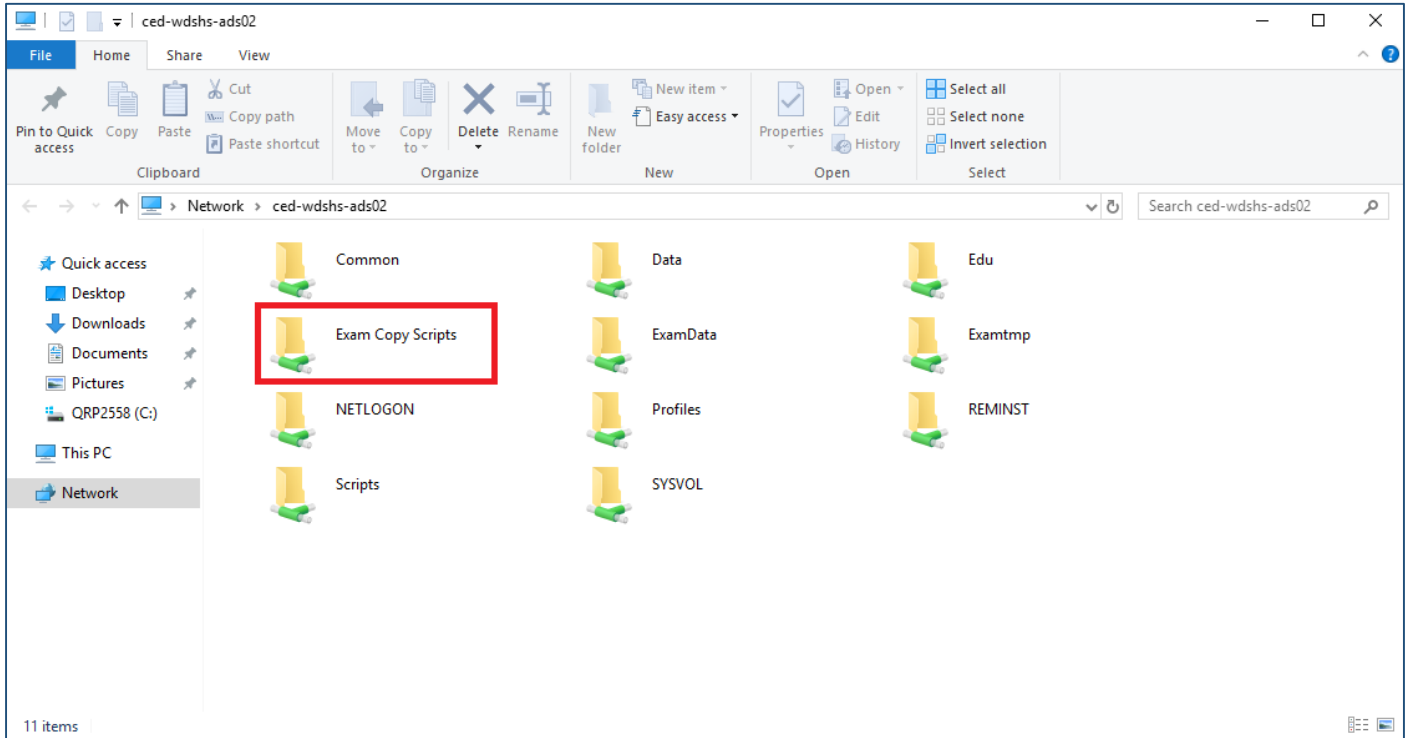 ced-wdshs-ads02
File Home Share View
Pin to Quick access
Copy
Paste
Cut
Copy path
Paste shortcut
Clipboard
Move to
Copy to
Delete
Rename
Organize
New folder
New item
Easy access
New
Properties
Open
Edit
History
Open
Select all
Select none
Invert selection
Select
Network > ced-wdshs-ads02
Search ced-wdshs-ads02
Quick access
Desktop
Downloads
Documents
Pictures
QRP2558 (C:)
This PC
Network
Common Data Edu
Exam Copy Scripts ExamData Examtmp
NETLOGON Profiles REMINST
Scripts SYSVOL
11 items